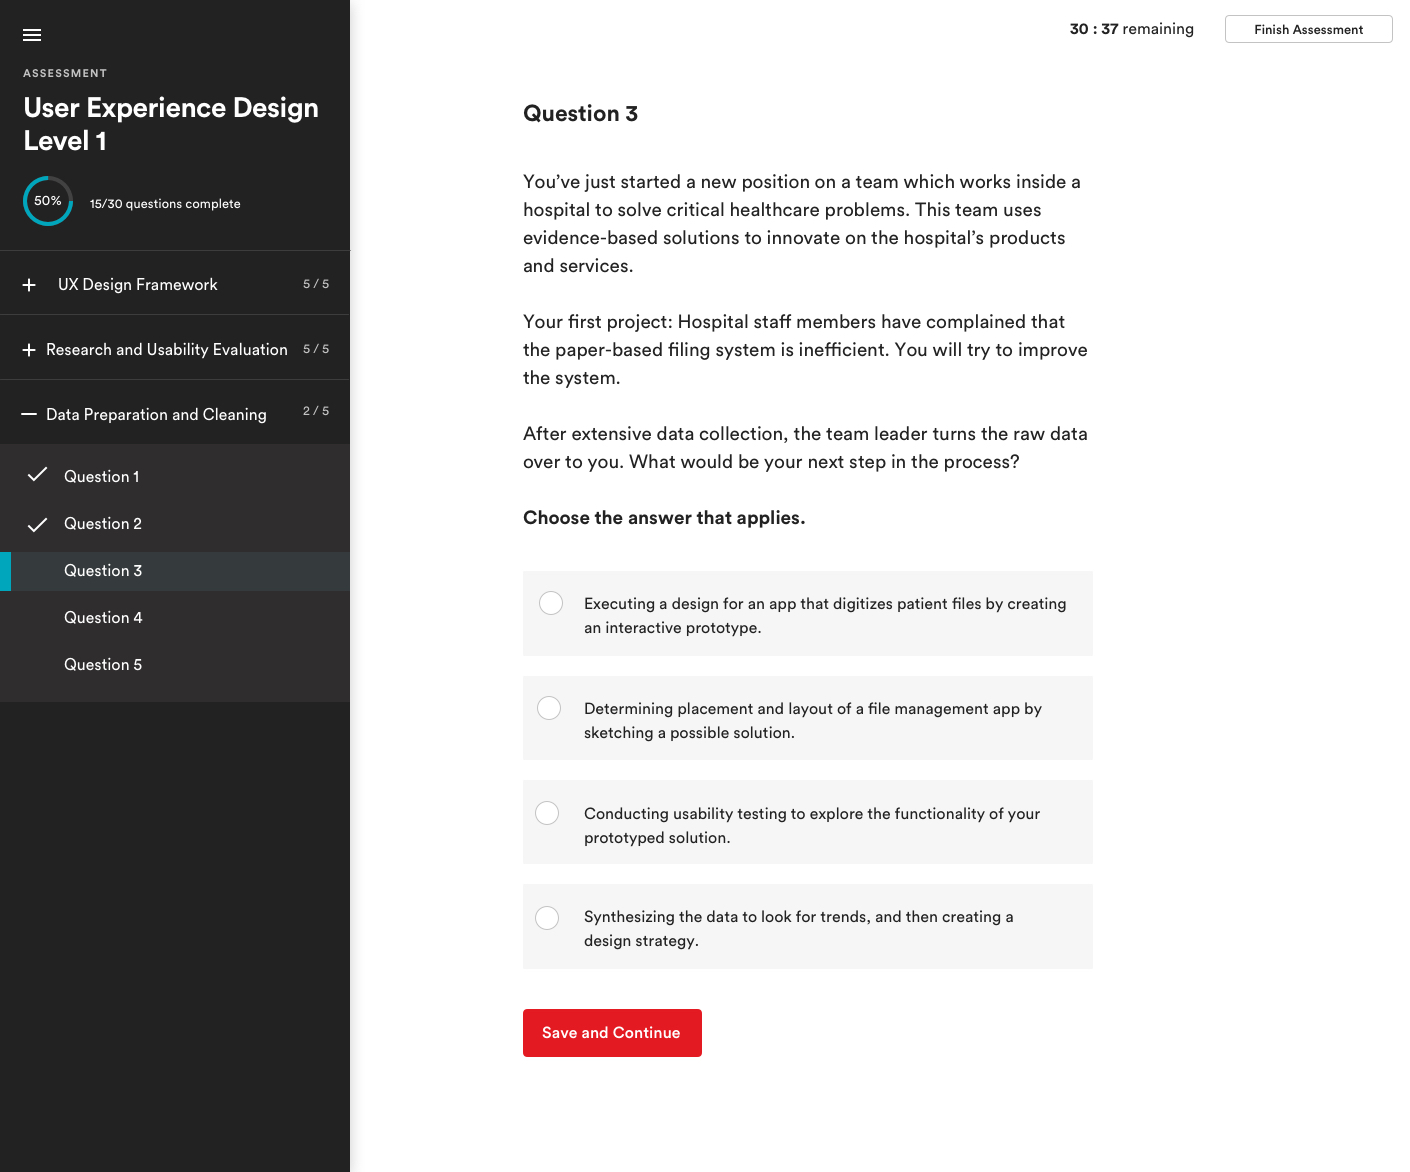 ASSESSMENT
User Experience Design
Level 1
50%
15/30 questions complete
UX Design Framework 5 / 5
Research and Usability Evaluation 5 / 5
Data Preparation and Cleaning 2 / 5
Question 1
Question 2
Question 3
Question 4
Question 5
30 : 37 remaining
Finish Assessment
Question 3
You’ve just started a new position on a team which works inside a
hospital to solve critical healthcare problems. This team uses
evidence-based solutions to innovate on the hospital’s products
and services.
Your first project: Hospital staff members have complained that
the paper-based filing system is inefficient. You will try to improve
the system.
After extensive data collection, the team leader turns the raw data
over to you. What would be your next step in the process?
Choose the answer that applies.
Executing a design for an app that digitizes patient files by creating
an interactive prototype.
Determining placement and layout of a file management app by
sketching a possible solution.
Conducting usability testing to explore the functionality of your
prototyped solution.
Synthesizing the data to look for trends, and then creating a
design strategy.
Save and Continue